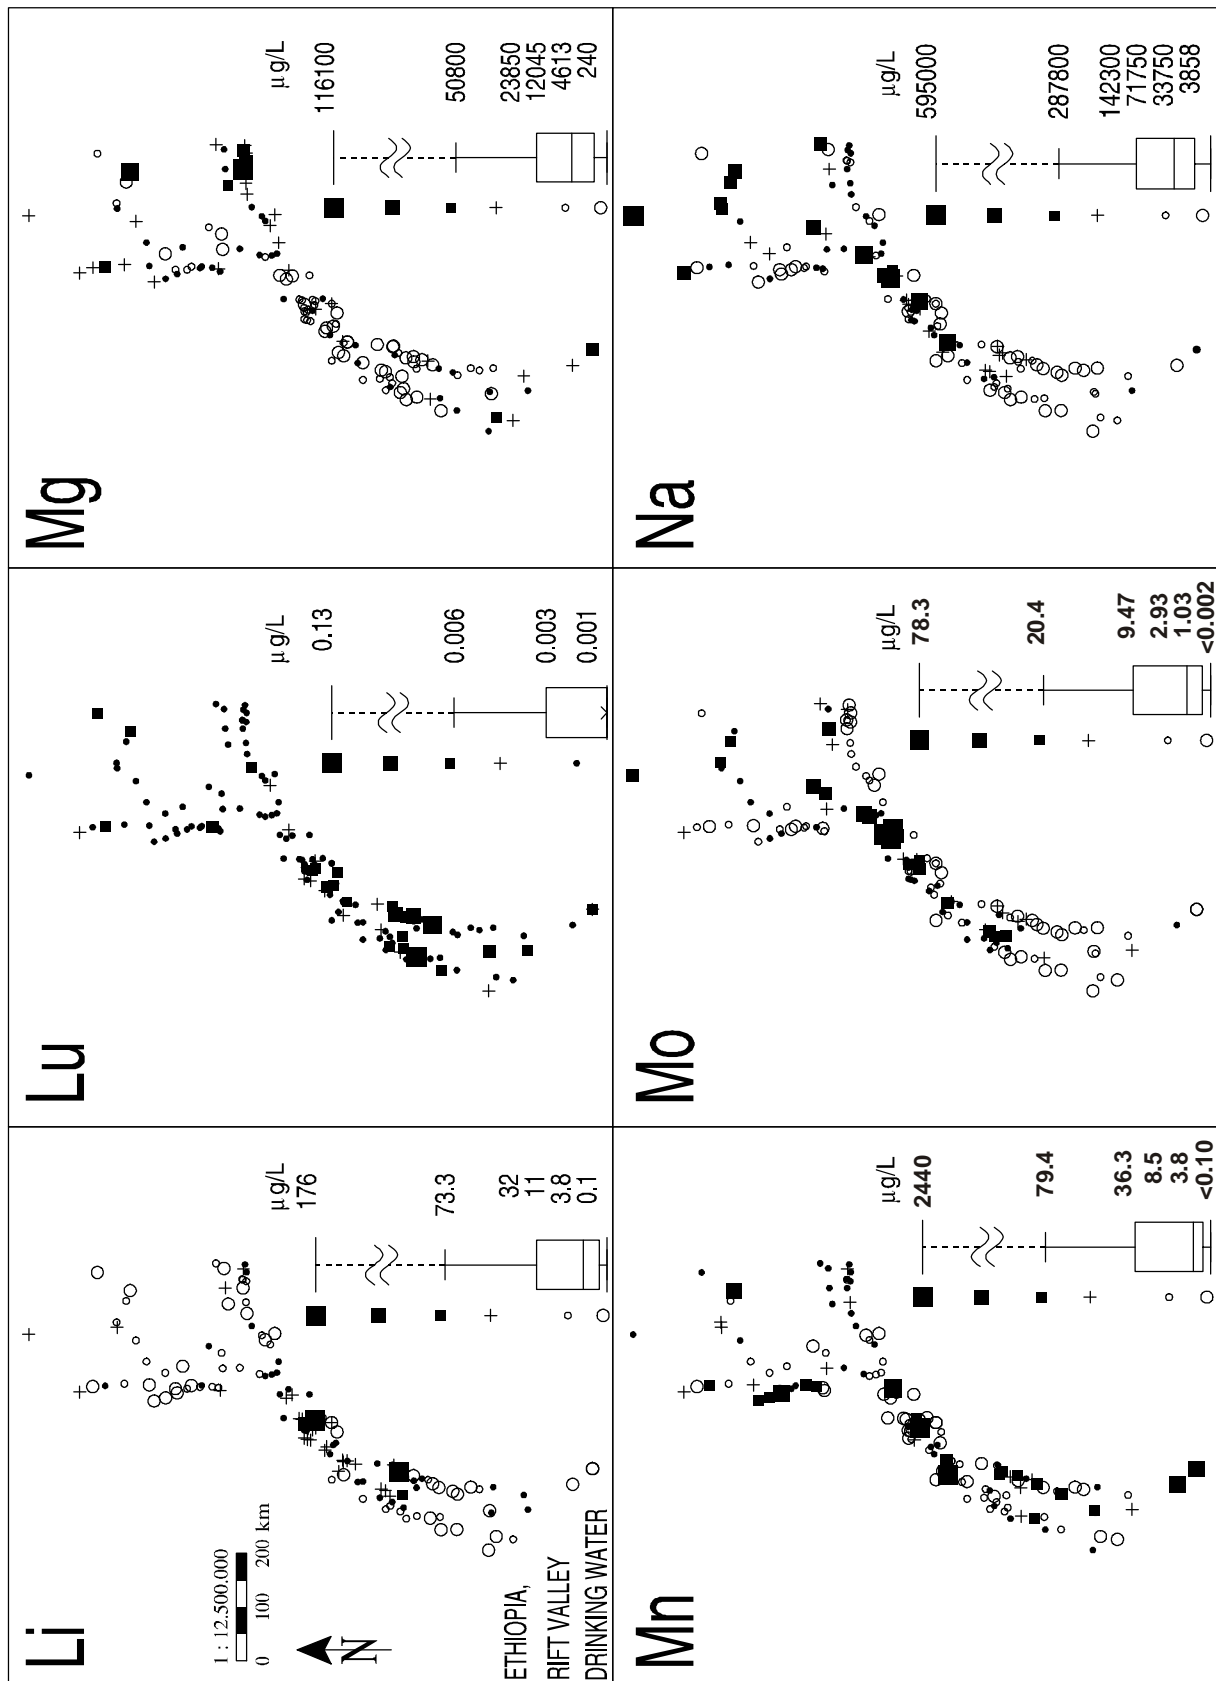 Li
1 : 12.500.000
0 100 200 km
N
ETHIOPIA,
RIFT VALLEY
DRINKING WATER
µg/L
176
73.3
32
11
3.8
0.1
Lu
µg/L
0.13
0.006
0.003
0.001
Mg
µg/L
116100
50800
23850
12045
4613
240
Mn
µg/L
2440
79.4
36.3
8.5
3.8
<0.10
Mo
µg/L
78.3
20.4
9.47
2.93
1.03
<0.002
Na
µg/L
595000
287800
142300
71750
33750
3858